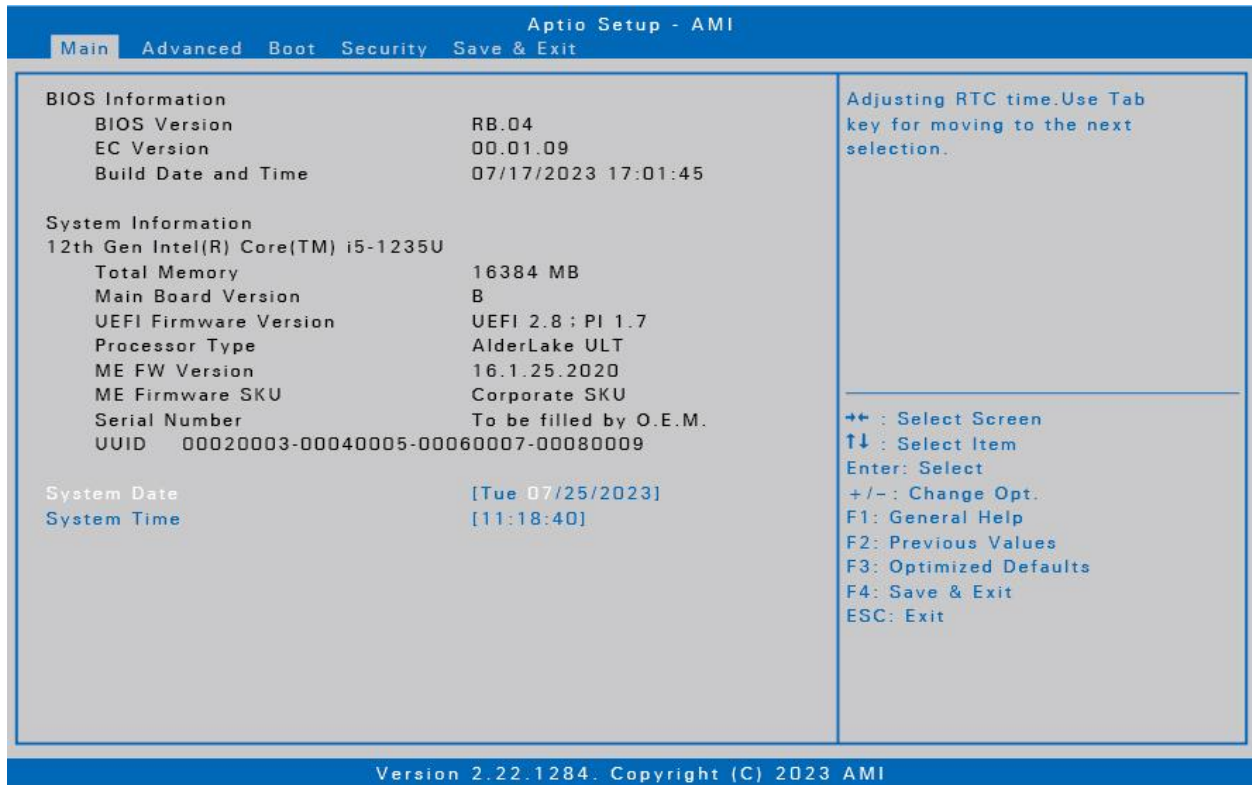 Aptio Setup - AMI
Main Advanced Boot Security Save & Exit
BIOS Information
BIOS Version RB.04
EC Version 00.01.09
Build Date and Time 07/17/2023 17:01:45
System Information
12th Gen Intel(R) Core(TM) i5-1235U
Total Memory 16384 MB
Main Board Version B
UEFI Firmware Version UEFI 2.8 ; PI 1.7
Processor Type AlderLake ULT
ME FW Version 16.1.25.2020
ME Firmware SKU Corporate SKU
Serial Number To be filled by O.E.M.
UUID 00020003-00040005-00060007-00080009
System Date [Tue 07/25/2023]
System Time [11:18:40]
Adjusting RTC time.Use Tab
key for moving to the next
selection.
→← : Select Screen
↑↓ : Select Item
Enter: Select
+/-: Change Opt.
F1: General Help
F2: Previous Values
F3: Optimized Defaults
F4: Save & Exit
ESC: Exit
Version 2.22.1284. Copyright (C) 2023 AMI